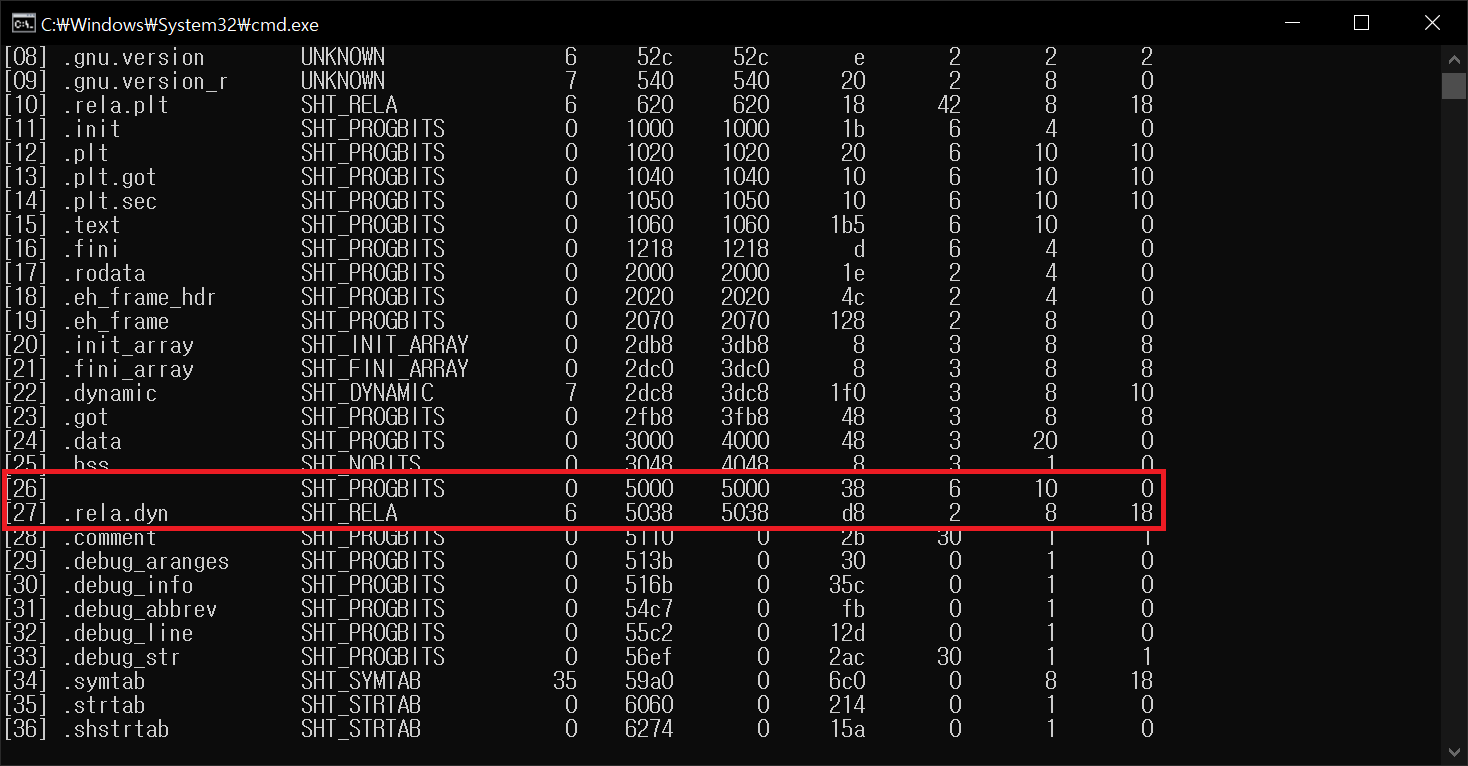 C:₩Windows₩System32₩cmd.exe
[08] .gnu.version UNKNOWN 6 52c 52c e 2 2 2
[09] .gnu.version_r UNKNOWN 7 540 540 20 2 8 0
[10] .rela.plt SHT_RELA 6 620 620 18 42 8 18
[11] .init SHT_PROGBITS 0 1000 1000 1b 6 4 0
[12] .plt SHT_PROGBITS 0 1020 1020 20 6 10 10
[13] .plt.got SHT_PROGBITS 0 1040 1040 10 6 10 10
[14] .plt.sec SHT_PROGBITS 0 1050 1050 10 6 10 10
[15] .text SHT_PROGBITS 0 1060 1060 1b5 6 10 0
[16] .fini SHT_PROGBITS 0 1218 1218 d 6 4 0
[17] .rodata SHT_PROGBITS 0 2000 2000 1e 2 4 0
[18] .eh_frame_hdr SHT_PROGBITS 0 2020 2020 4c 2 4 0
[19] .eh_frame SHT_PROGBITS 0 2070 2070 128 2 8 0
[20] .init_array SHT_INIT_ARRAY 0 2db8 3db8 8 3 8 8
[21] .fini_array SHT_FINI_ARRAY 0 2dc0 3dc0 8 3 8 8
[22] .dynamic SHT_DYNAMIC 7 2dc8 3dc8 1f0 3 8 10
[23] .got SHT_PROGBITS 0 2fb8 3fb8 48 3 8 8
[24] .data SHT_PROGBITS 0 3000 4000 48 3 20 0
[25] .bss SHT_NOBITS 0 3048 4048 8 3 1 0
[26] SHT_PROGBITS 0 5000 5000 38 6 10 0
[27] .rela.dyn SHT_RELA 6 5038 5038 d8 2 8 18
[28] .comment SHT_PROGBITS 0 5110 0 2b 30 1 1
[29] .debug_aranges SHT_PROGBITS 0 513b 0 30 0 1 0
[30] .debug_info SHT_PROGBITS 0 516b 0 35c 0 1 0
[31] .debug_abbrev SHT_PROGBITS 0 54c7 0 fb 0 1 0
[32] .debug_line SHT_PROGBITS 0 55c2 0 12d 0 1 0
[33] .debug_str SHT_PROGBITS 0 56ef 0 2ac 30 1 1
[34] .symtab SHT_SYMTAB 35 59a0 0 6c0 0 8 18
[35] .strtab SHT_STRTAB 0 6060 0 214 0 1 0
[36] .shstrtab SHT_STRTAB 0 6274 0 15a 0 1 0